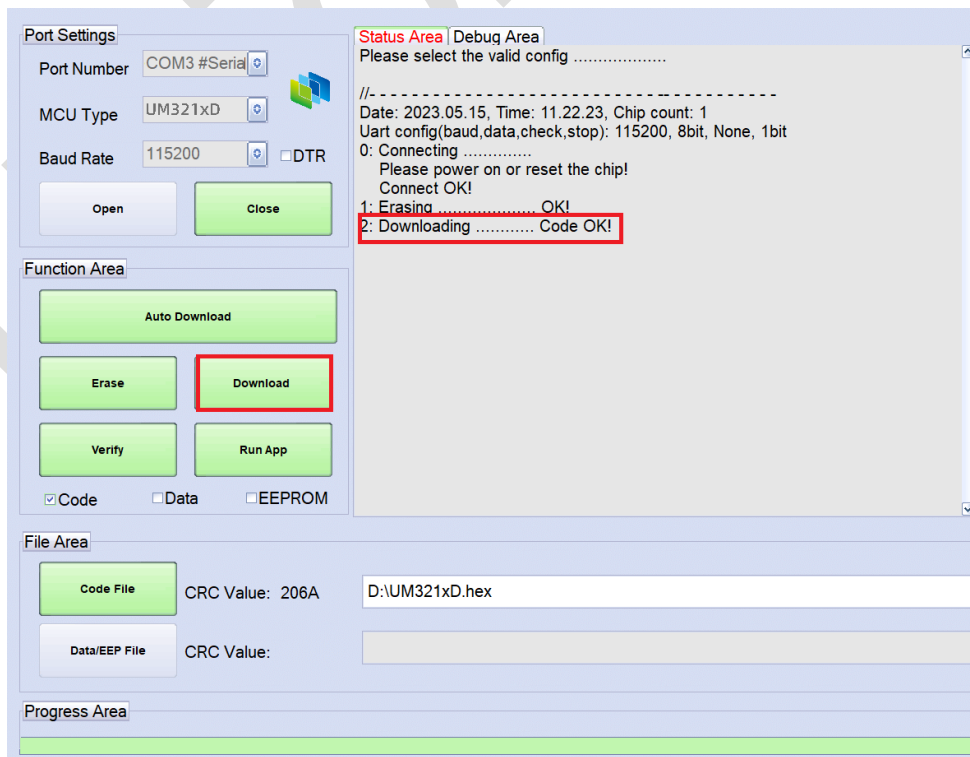 Port Settings
Port Number COM3 #Serial
MCU Type UM321xD
Baud Rate 115200 DTR
Open Close
Function Area
Auto Download
Erase Download
Verify Run App
Code Data EEPROM
Status Area Debug Area
Please select the valid config ...................
//- - - - - - - - - - - - - - - - - - - - - - - - - - -- - - - - - - - - - -
Date: 2023.05.15, Time: 11.22.23, Chip count: 1
Uart config(baud,data,check,stop): 115200, 8bit, None, 1bit
0: Connecting ..............
Please power on or reset the chip!
Connect OK!
1: Erasing .................... OK!
2: Downloading ............ Code OK!
File Area
Code File CRC Value: 206A D:\UM321xD.hex
Data/EEP File CRC Value:
Progress Area